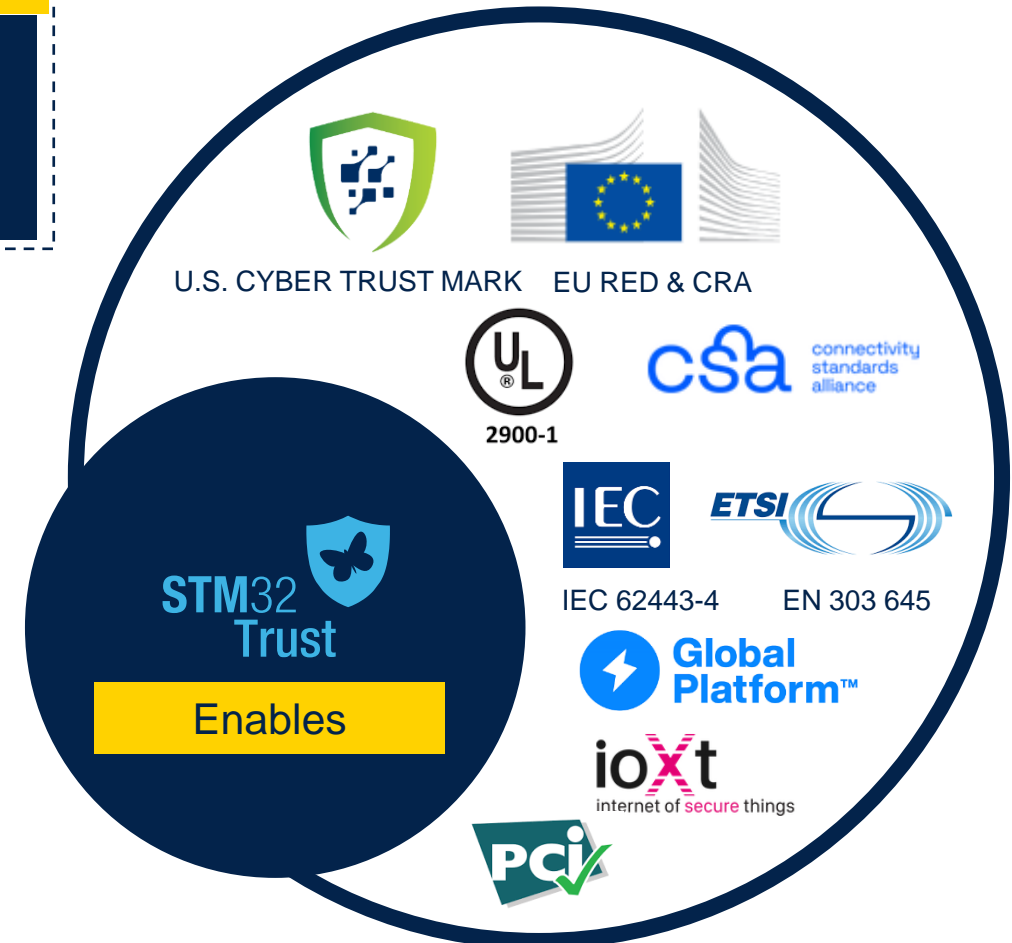 U.S. CYBER TRUST MARK
EU RED & CRA
UL
®
2900-1
csa
connectivity
standards
alliance
IEC
ETSI
IEC 62443-4
EN 303 645
STM32
Trust
Enables
Global
Platform™
ioXt
internet of secure things
PCi